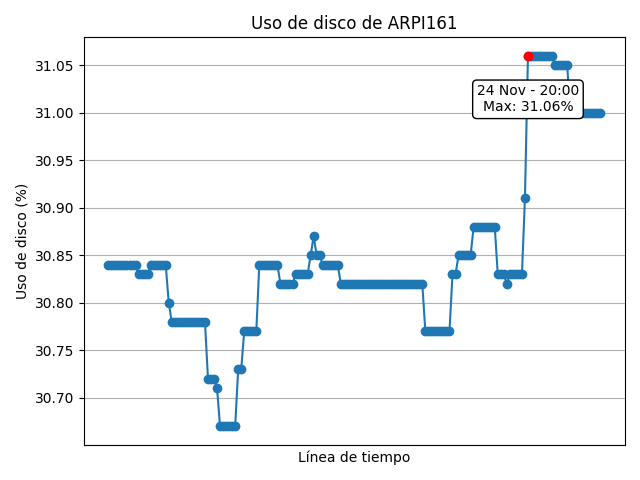 Uso de disco de ARPI161
31.05
31.00
30.95
30.90
30.85
30.80
30.75
30.70
Uso de disco (%)
24 Nov - 20:00
Max: 31.06%
Línea de tiempo